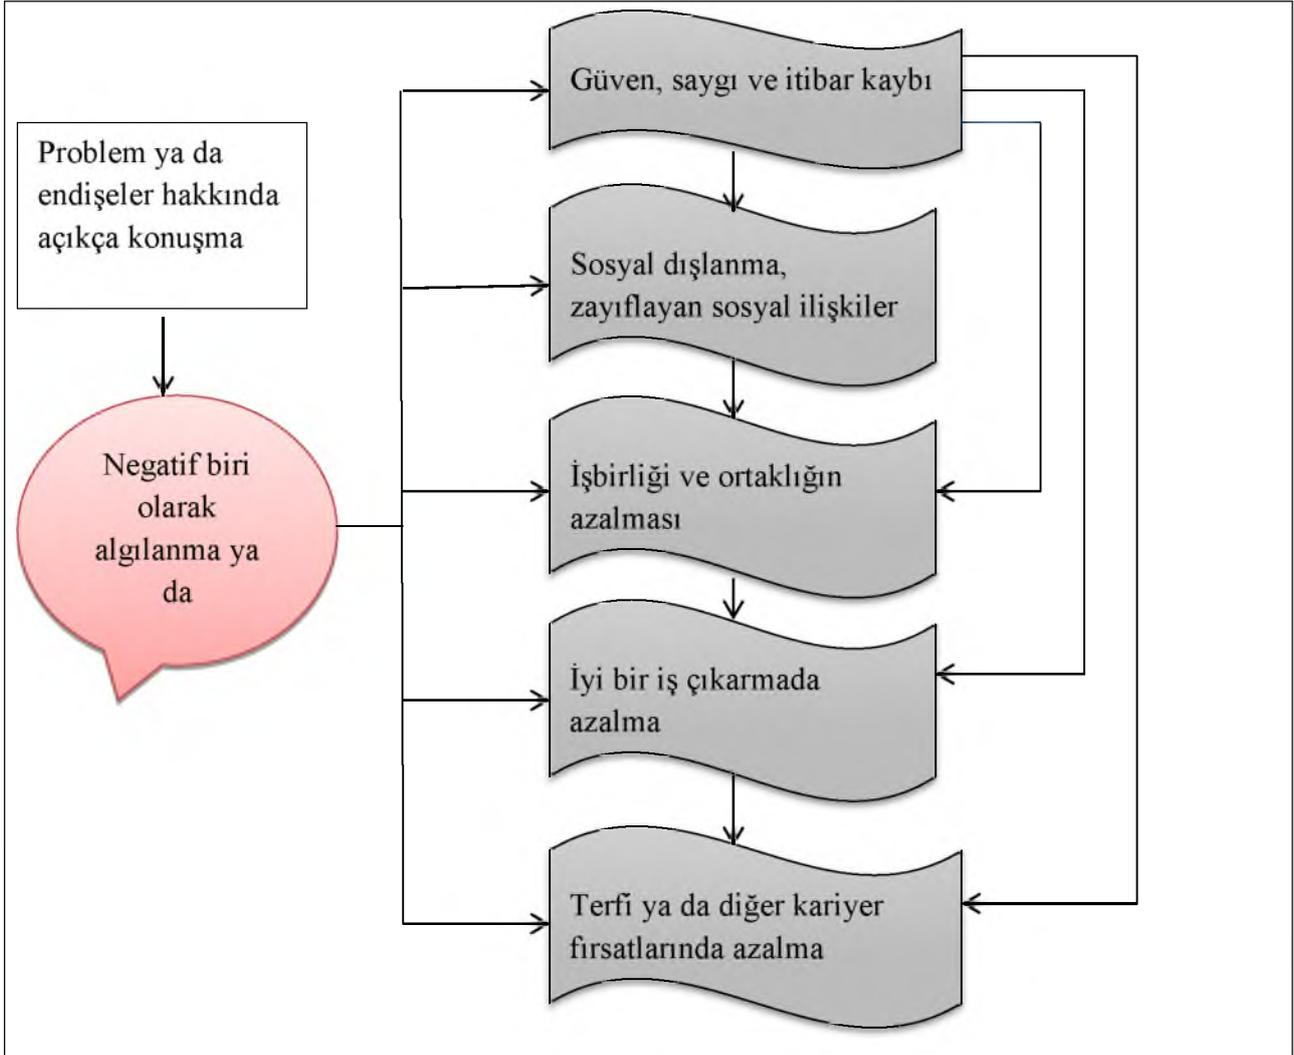 Problem ya da
endişeler hakkında
açıkça konuşma
Negatif biri
olarak
algılanma ya
da
Güven, saygı ve itibar kaybı
Sosyal dışlanma,
zayıflayan sosyal ilişkiler
İşbirliği ve ortaklığın
azalması
İyi bir iş çıkarmada
azalma
Terfi ya da diğer kariyer
fırsatlarında azalma